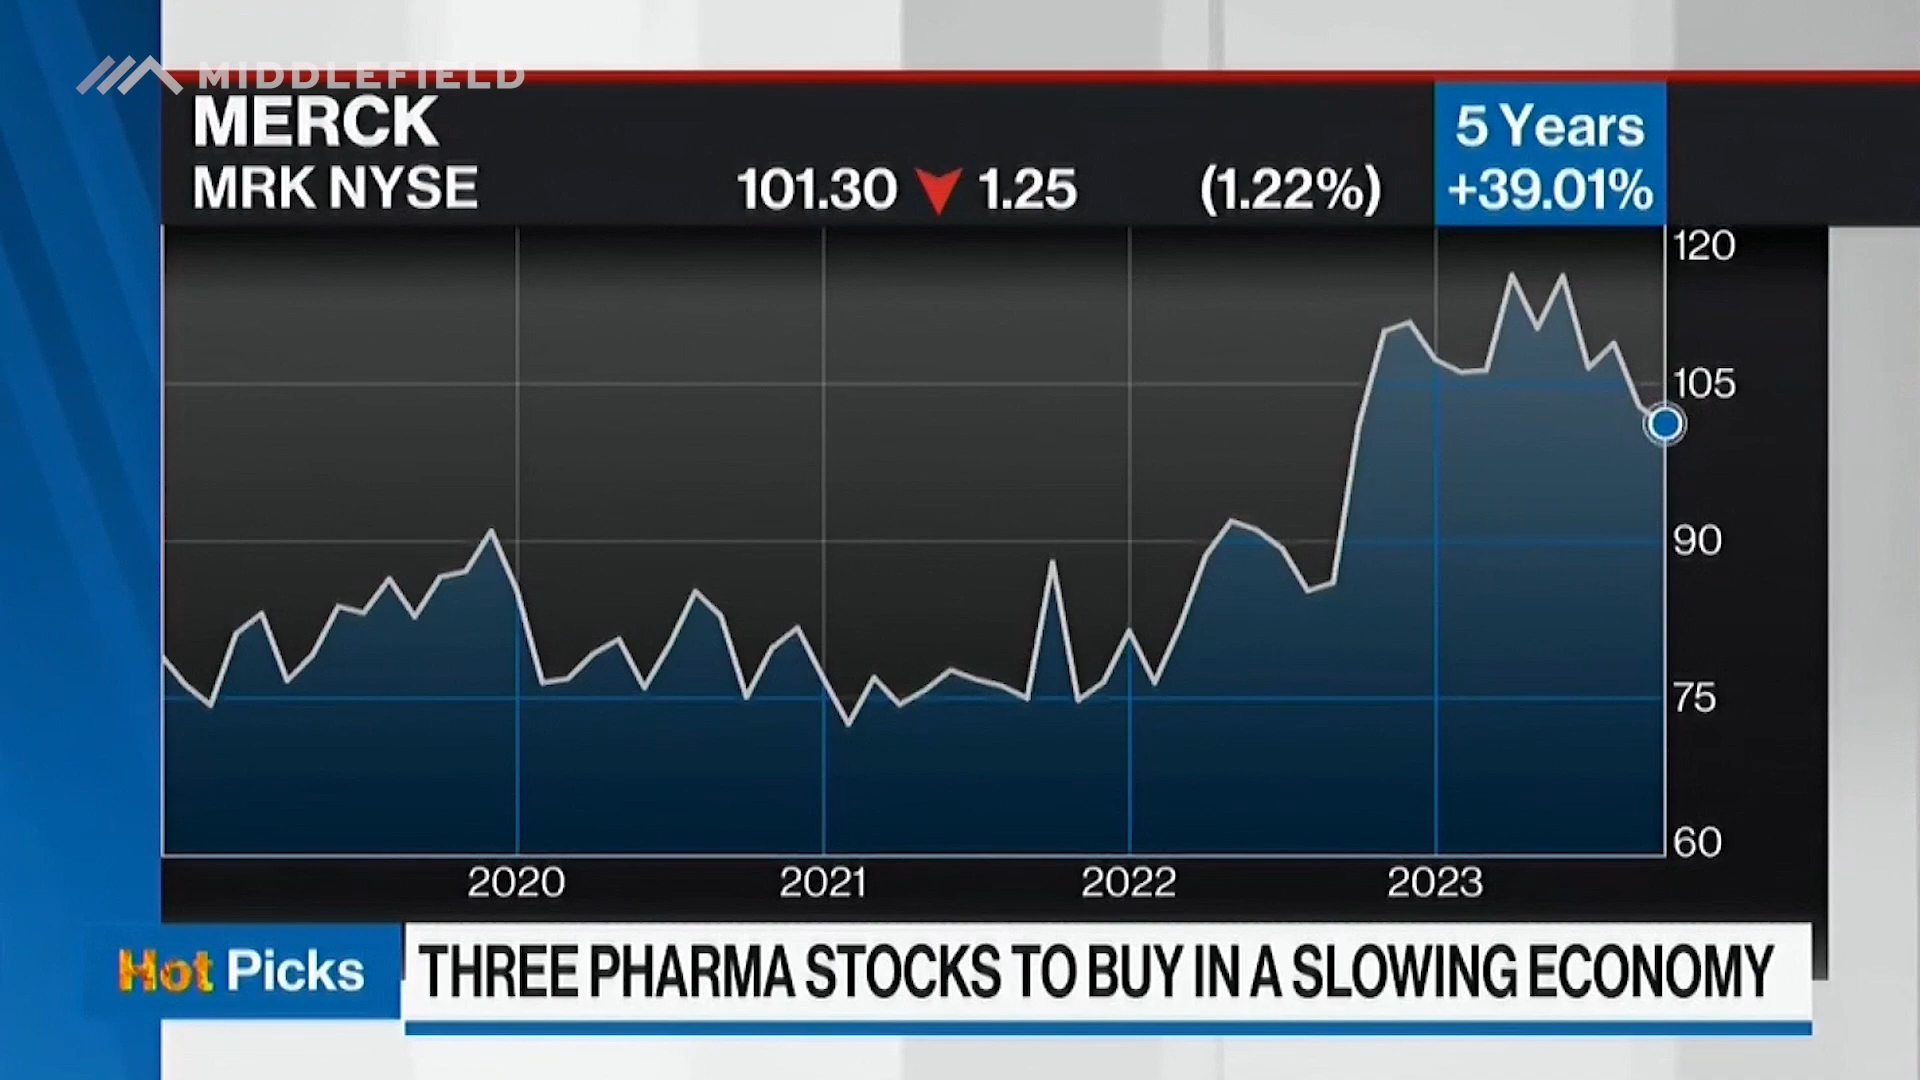 MIDDLEFIELD
MERCK
MRK NYSE
101.30 ▼ 1.25 (1.22%)
5 Years
+39.01%
120
105
90
75
60
2020 2021 2022 2023
Hot Picks
THREE PHARMA STOCKS TO BUY IN A SLOWING ECONOMY